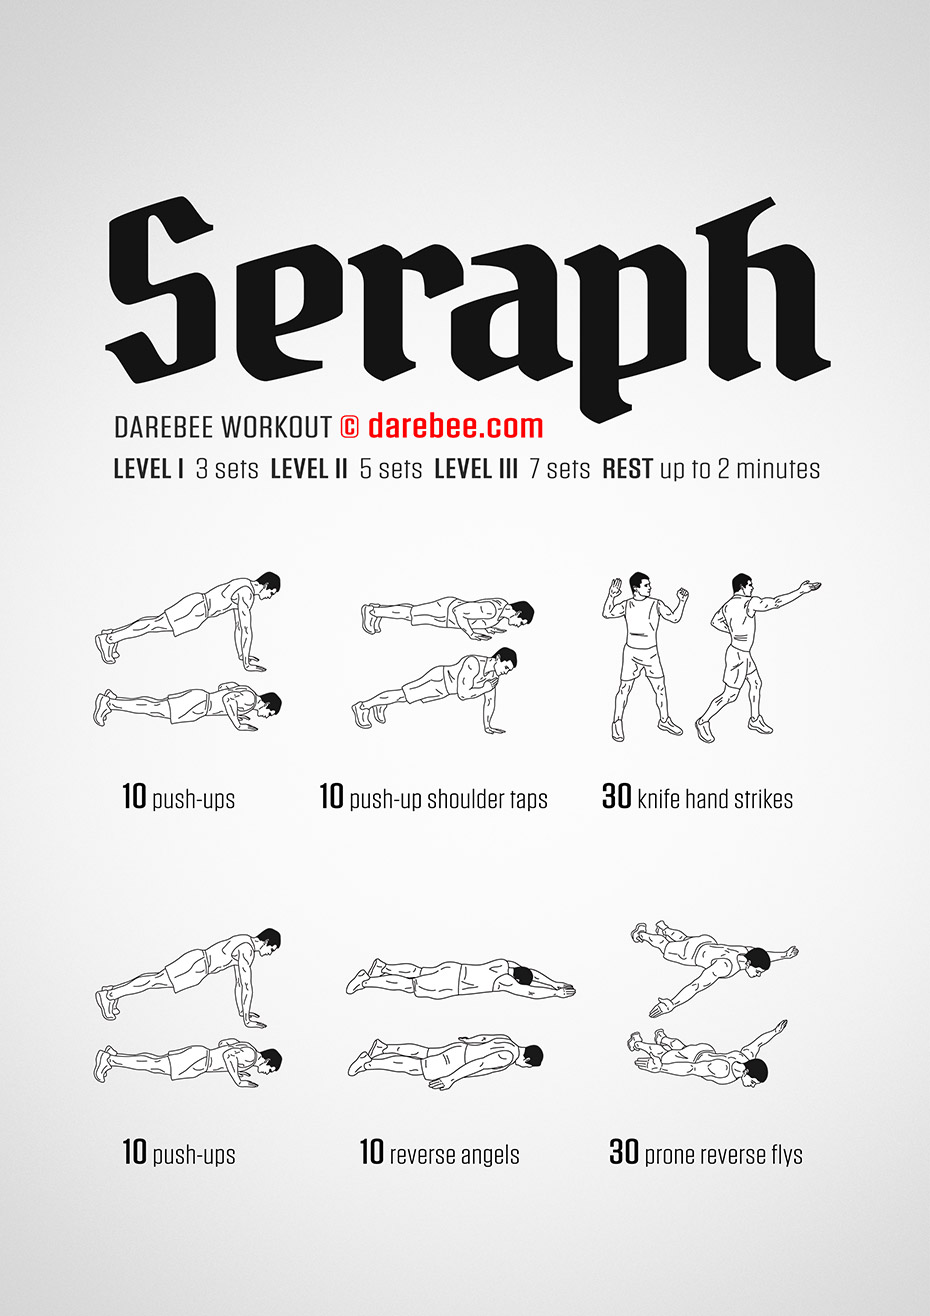 Seraph
DAREBEE WORKOUT © darebee.com
LEVEL I 3 sets LEVEL II 5 sets LEVEL III 7 sets REST up to 2 minutes
10 push-ups
10 push-up shoulder taps
30 knife hand strikes
10 push-ups
10 reverse angels
30 prone reverse flys